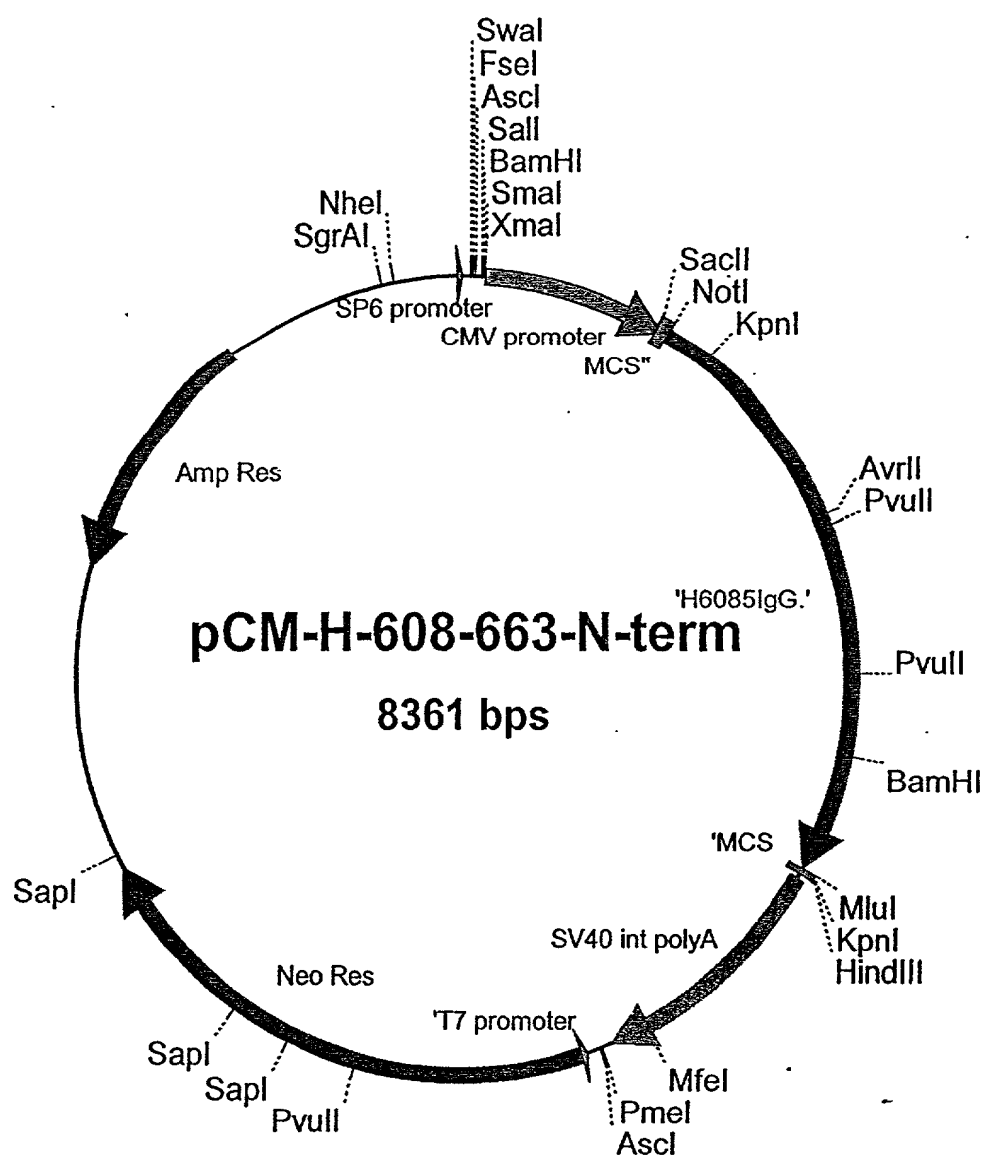 SwaI
FseI
AscI
SalI
BamHI
SmaI
XmaI
NheI
SgrAI
SacII
NotI
KpnI
SP6 promoter
CMV promoter
MCS"
AvrII
PvuII
Amp Res
'H6085IgG.'
pCM-H-608-663-N-term
8361 bps
PvuII
BamHI
'MCS
SapI
MluI
KpnI
HindIII
SV40 int polyA
Neo Res
'T7 promoter
SapI
SapI
PvuII
MfeI
PmeI
AscI